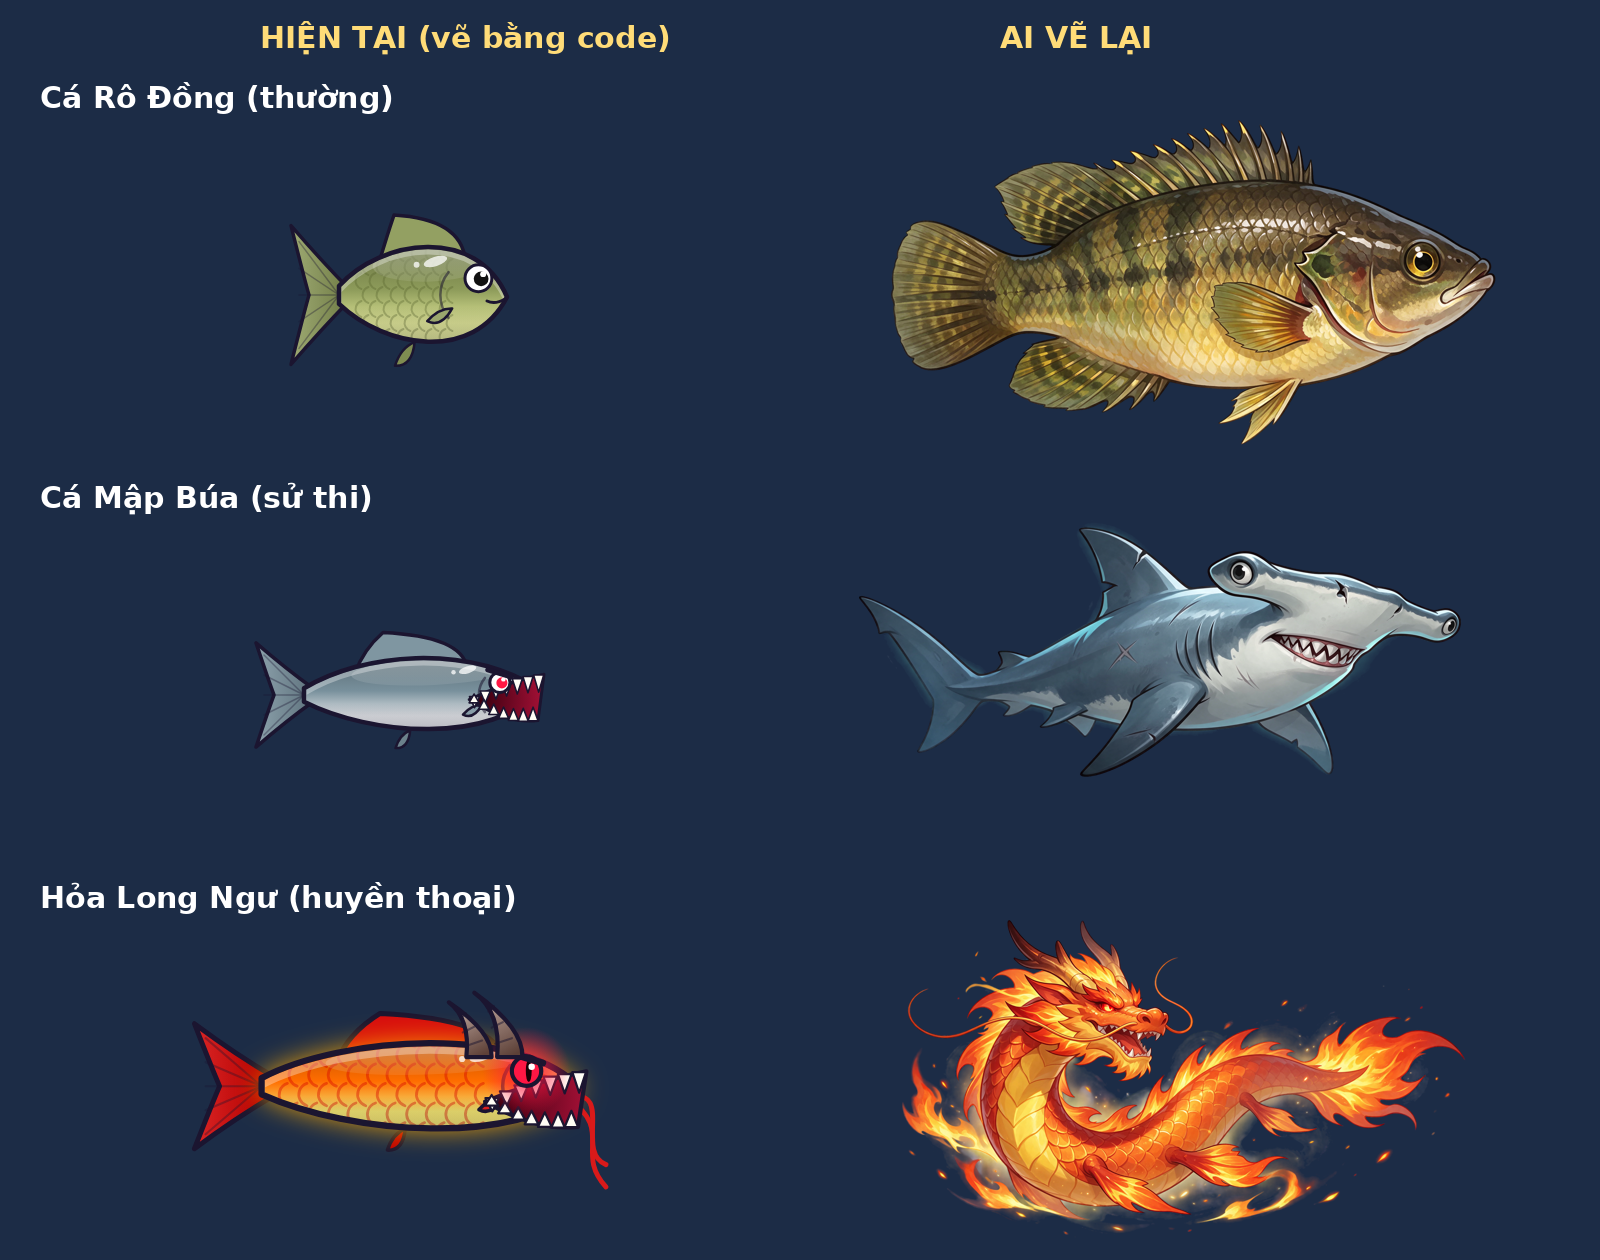 HIỆN TẠI (vẽ bằng code)
AI VẼ LẠI
Cá Rô Đồng (thường)
Cá Mập Búa (sử thi)
Hỏa Long Ngư (huyền thoại)